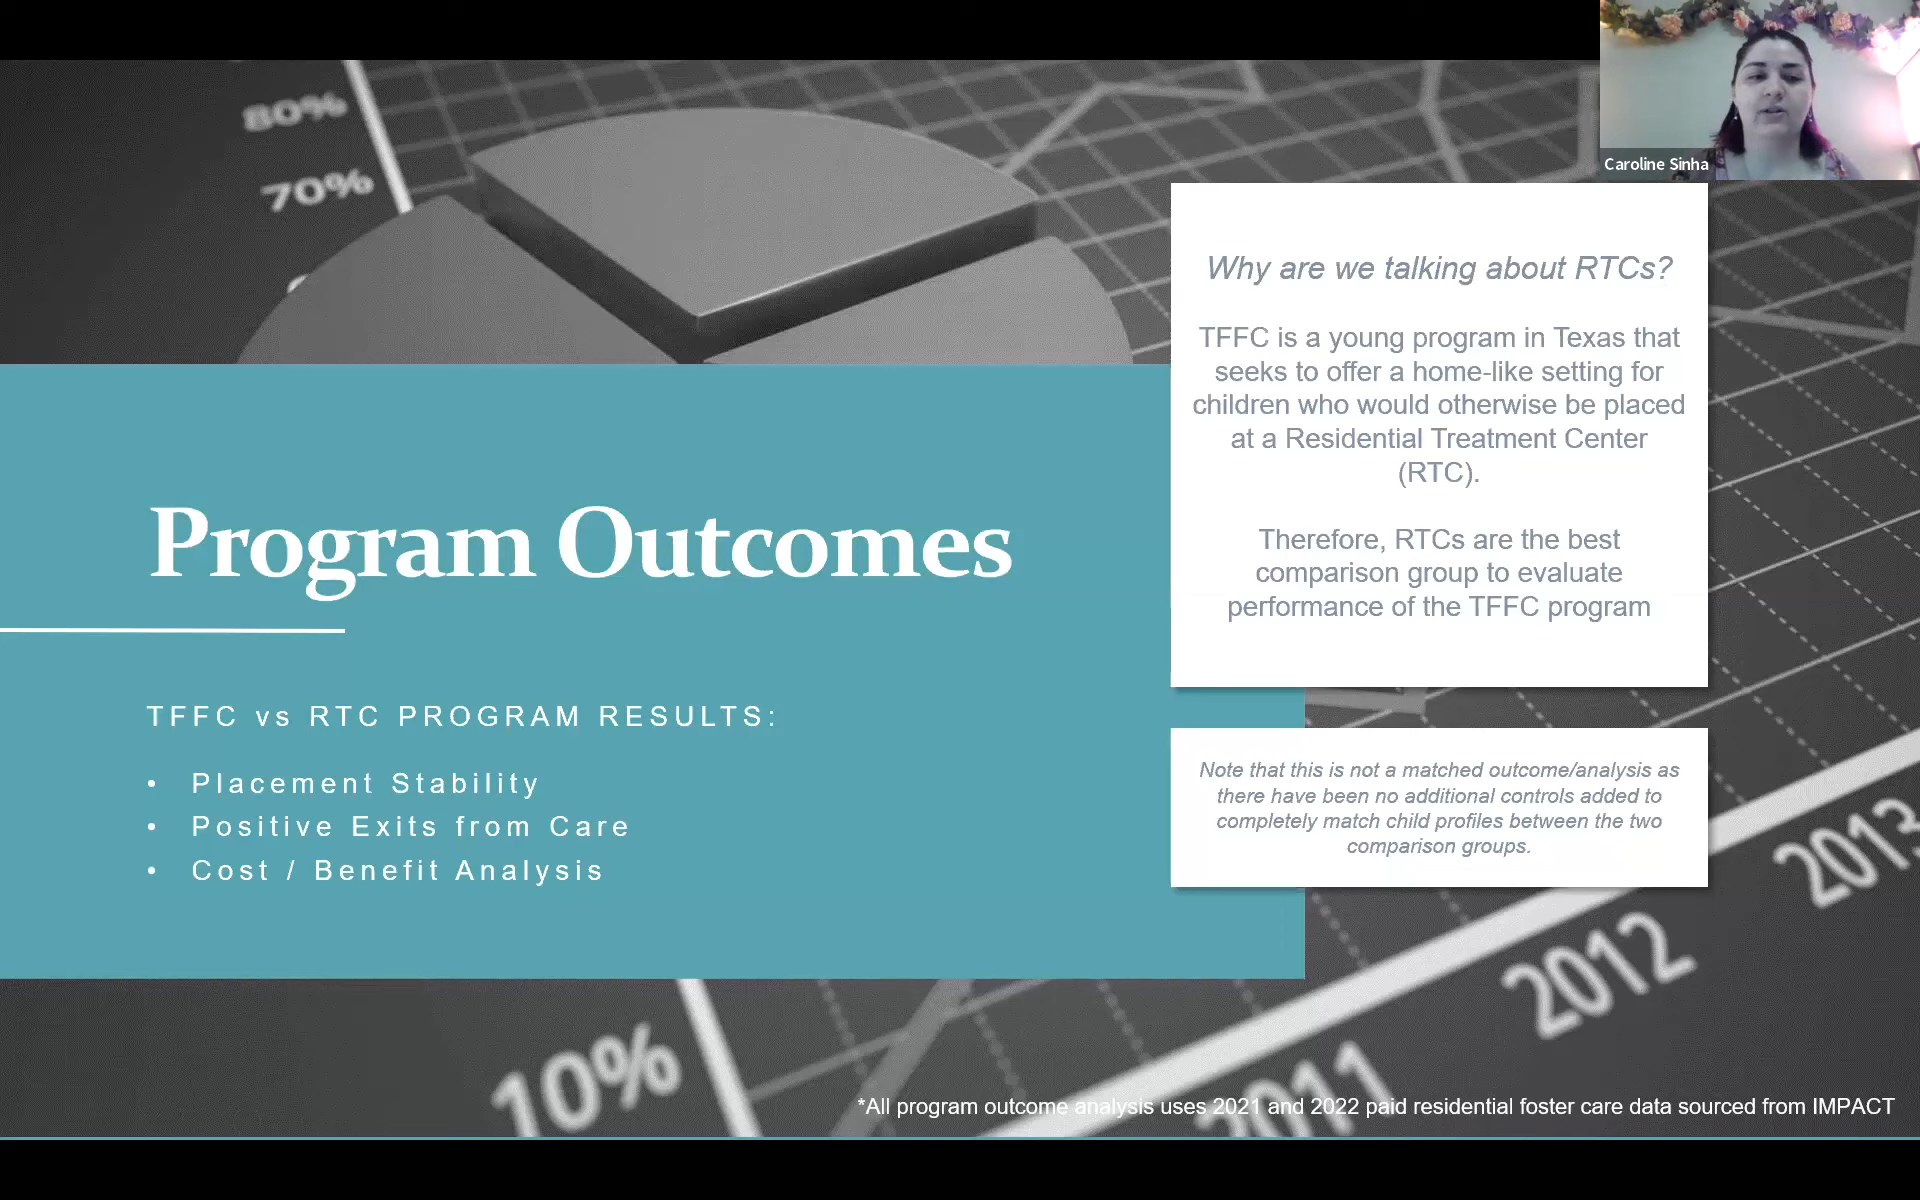 80%
70%
Caroline Sinha
Why are we talking about RTCs?
TFFC is a young program in Texas that
seeks to offer a home-like setting for
children who would otherwise be placed
at a Residential Treatment Center
(RTC).
Therefore, RTCs are the best
comparison group to evaluate
performance of the TFFC program
Program Outcomes
TFFC vs RTC PROGRAM RESULTS:
• Placement Stability
• Positive Exits from Care
• Cost / Benefit Analysis
Note that this is not a matched outcome/analysis as
there have been no additional controls added to
completely match child profiles between the two
comparison groups.
2013
2012
2011
10%
*All program outcome analysis uses 2021 and 2022 paid residential foster care data sourced from IMPACT